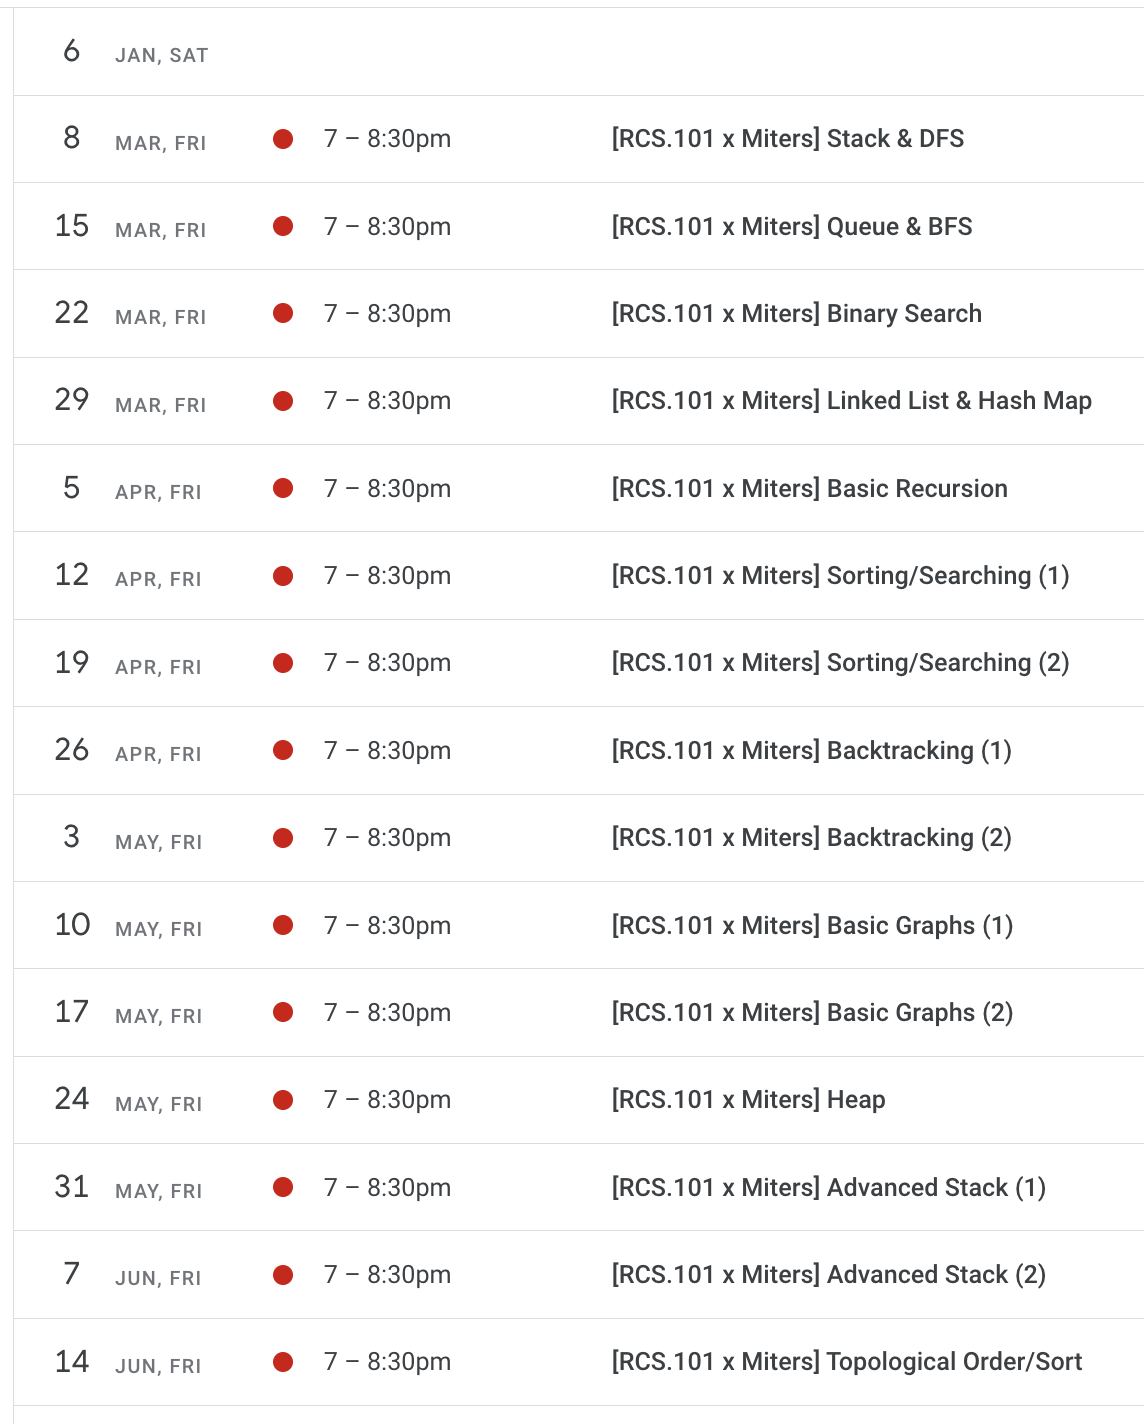 6 JAN, SAT
8 MAR, FRI 7 – 8:30pm [RCS.101 x Miters] Stack & DFS
15 MAR, FRI 7 – 8:30pm [RCS.101 x Miters] Queue & BFS
22 MAR, FRI 7 – 8:30pm [RCS.101 x Miters] Binary Search
29 MAR, FRI 7 – 8:30pm [RCS.101 x Miters] Linked List & Hash Map
5 APR, FRI 7 – 8:30pm [RCS.101 x Miters] Basic Recursion
12 APR, FRI 7 – 8:30pm [RCS.101 x Miters] Sorting/Searching (1)
19 APR, FRI 7 – 8:30pm [RCS.101 x Miters] Sorting/Searching (2)
26 APR, FRI 7 – 8:30pm [RCS.101 x Miters] Backtracking (1)
3 MAY, FRI 7 – 8:30pm [RCS.101 x Miters] Backtracking (2)
10 MAY, FRI 7 – 8:30pm [RCS.101 x Miters] Basic Graphs (1)
17 MAY, FRI 7 – 8:30pm [RCS.101 x Miters] Basic Graphs (2)
24 MAY, FRI 7 – 8:30pm [RCS.101 x Miters] Heap
31 MAY, FRI 7 – 8:30pm [RCS.101 x Miters] Advanced Stack (1)
7 JUN, FRI 7 – 8:30pm [RCS.101 x Miters] Advanced Stack (2)
14 JUN, FRI 7 – 8:30pm [RCS.101 x Miters] Topological Order/Sort